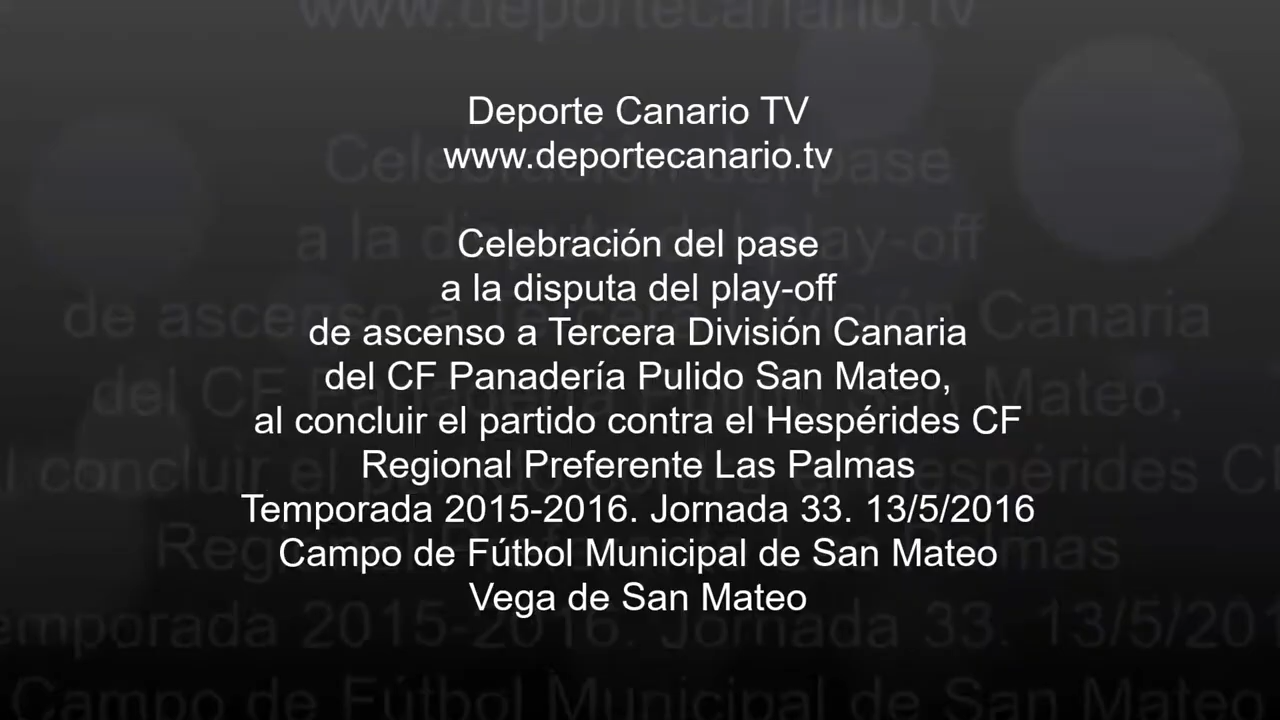 Deporte Canario TV
www.deportecanario.tv
Celebración del pase
a la disputa del play-off
de ascenso a Tercera División Canaria
del CF Panadería Pulido San Mateo,
al concluir el partido contra el Hespérides CF
Regional Preferente Las Palmas
Temporada 2015-2016. Jornada 33. 13/5/2016
Campo de Fútbol Municipal de San Mateo
Vega de San Mateo